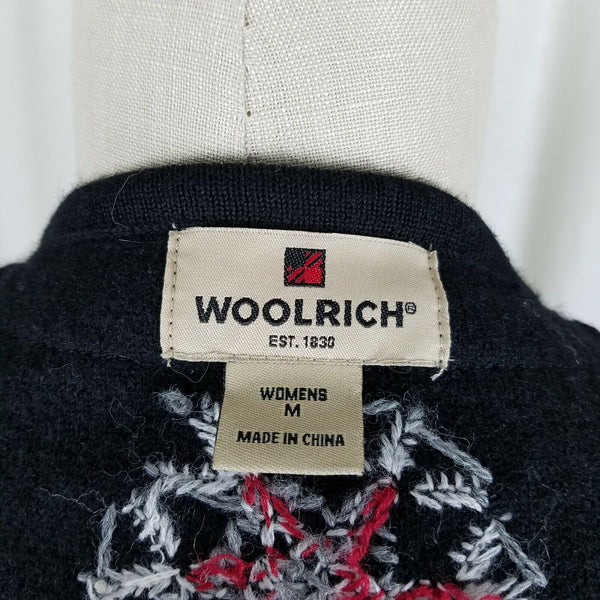 WOOLRICH®
EST. 1830
WOMENS
M
MADE IN CHINA